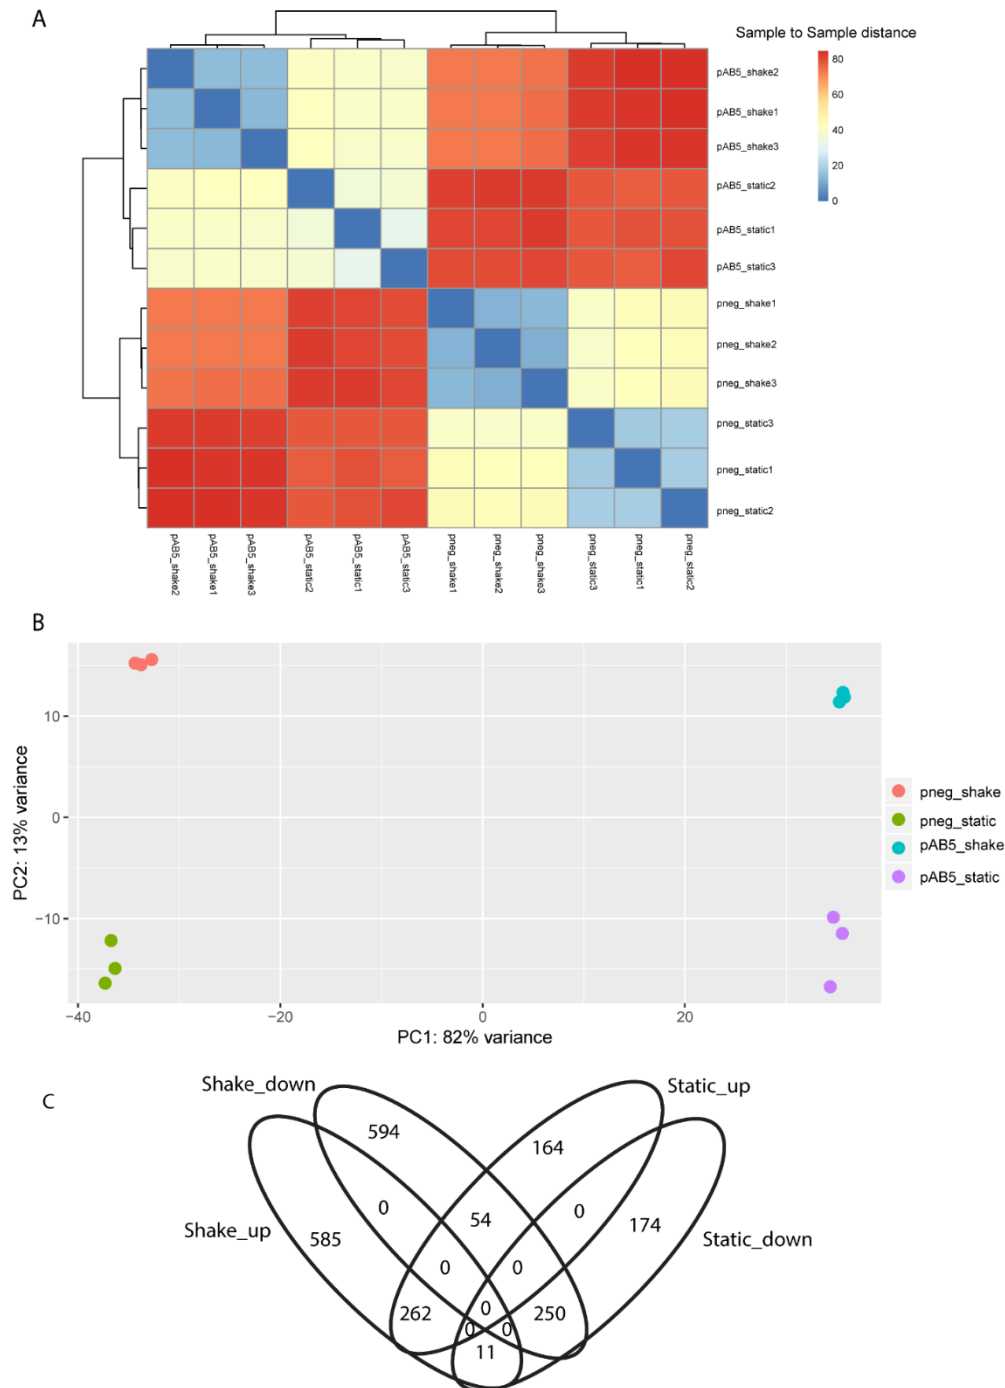 A
Sample to Sample distance
80
60
40
20
0
pAB5_shake2
pAB5_shake1
pAB5_shake3
pAB5_static2
pAB5_static1
pAB5_static3
pneg_shake1
pneg_shake2
pneg_shake3
pneg_static3
pneg_static1
pneg_static2
pAB5_shake2
pAB5_shake1
pAB5_shake3
pAB5_static2
pAB5_static1
pAB5_static3
pneg_shake1
pneg_shake2
pneg_shake3
pneg_static3
pneg_static1
pneg_static2
B
PC2: 13% variance
10
0
−10
−40
−20
0
20
PC1: 82% variance
pneg_shake
pneg_static
pAB5_shake
pAB5_static
C
Shake_down
Static_up
Shake_up
Static_down
594
164
0
54
0
585
174
0
0
262
0
250
0
0
11